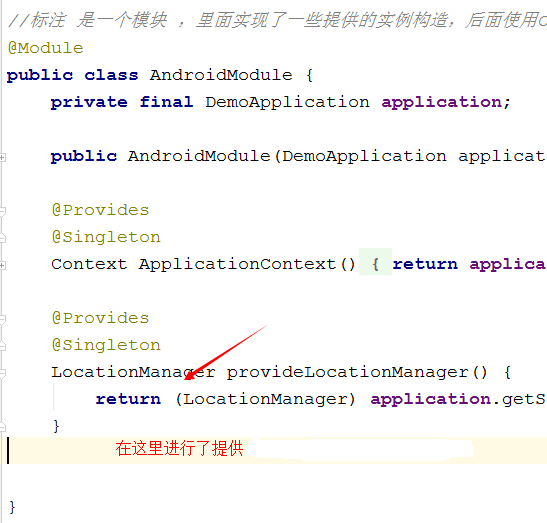 //标注 是一个模块 ，里面实现了一些提供的实例构造，后面使用
@Module
public class AndroidModule {
private final DemoApplication application;
public AndroidModule(DemoApplication applicat
@Provides
@Singleton
Context ApplicationContext() { return applica
@Provides
@Singleton
LocationManager provideLocationManager() {
return (LocationManager) application.getS
}
在这里进行了提供
}